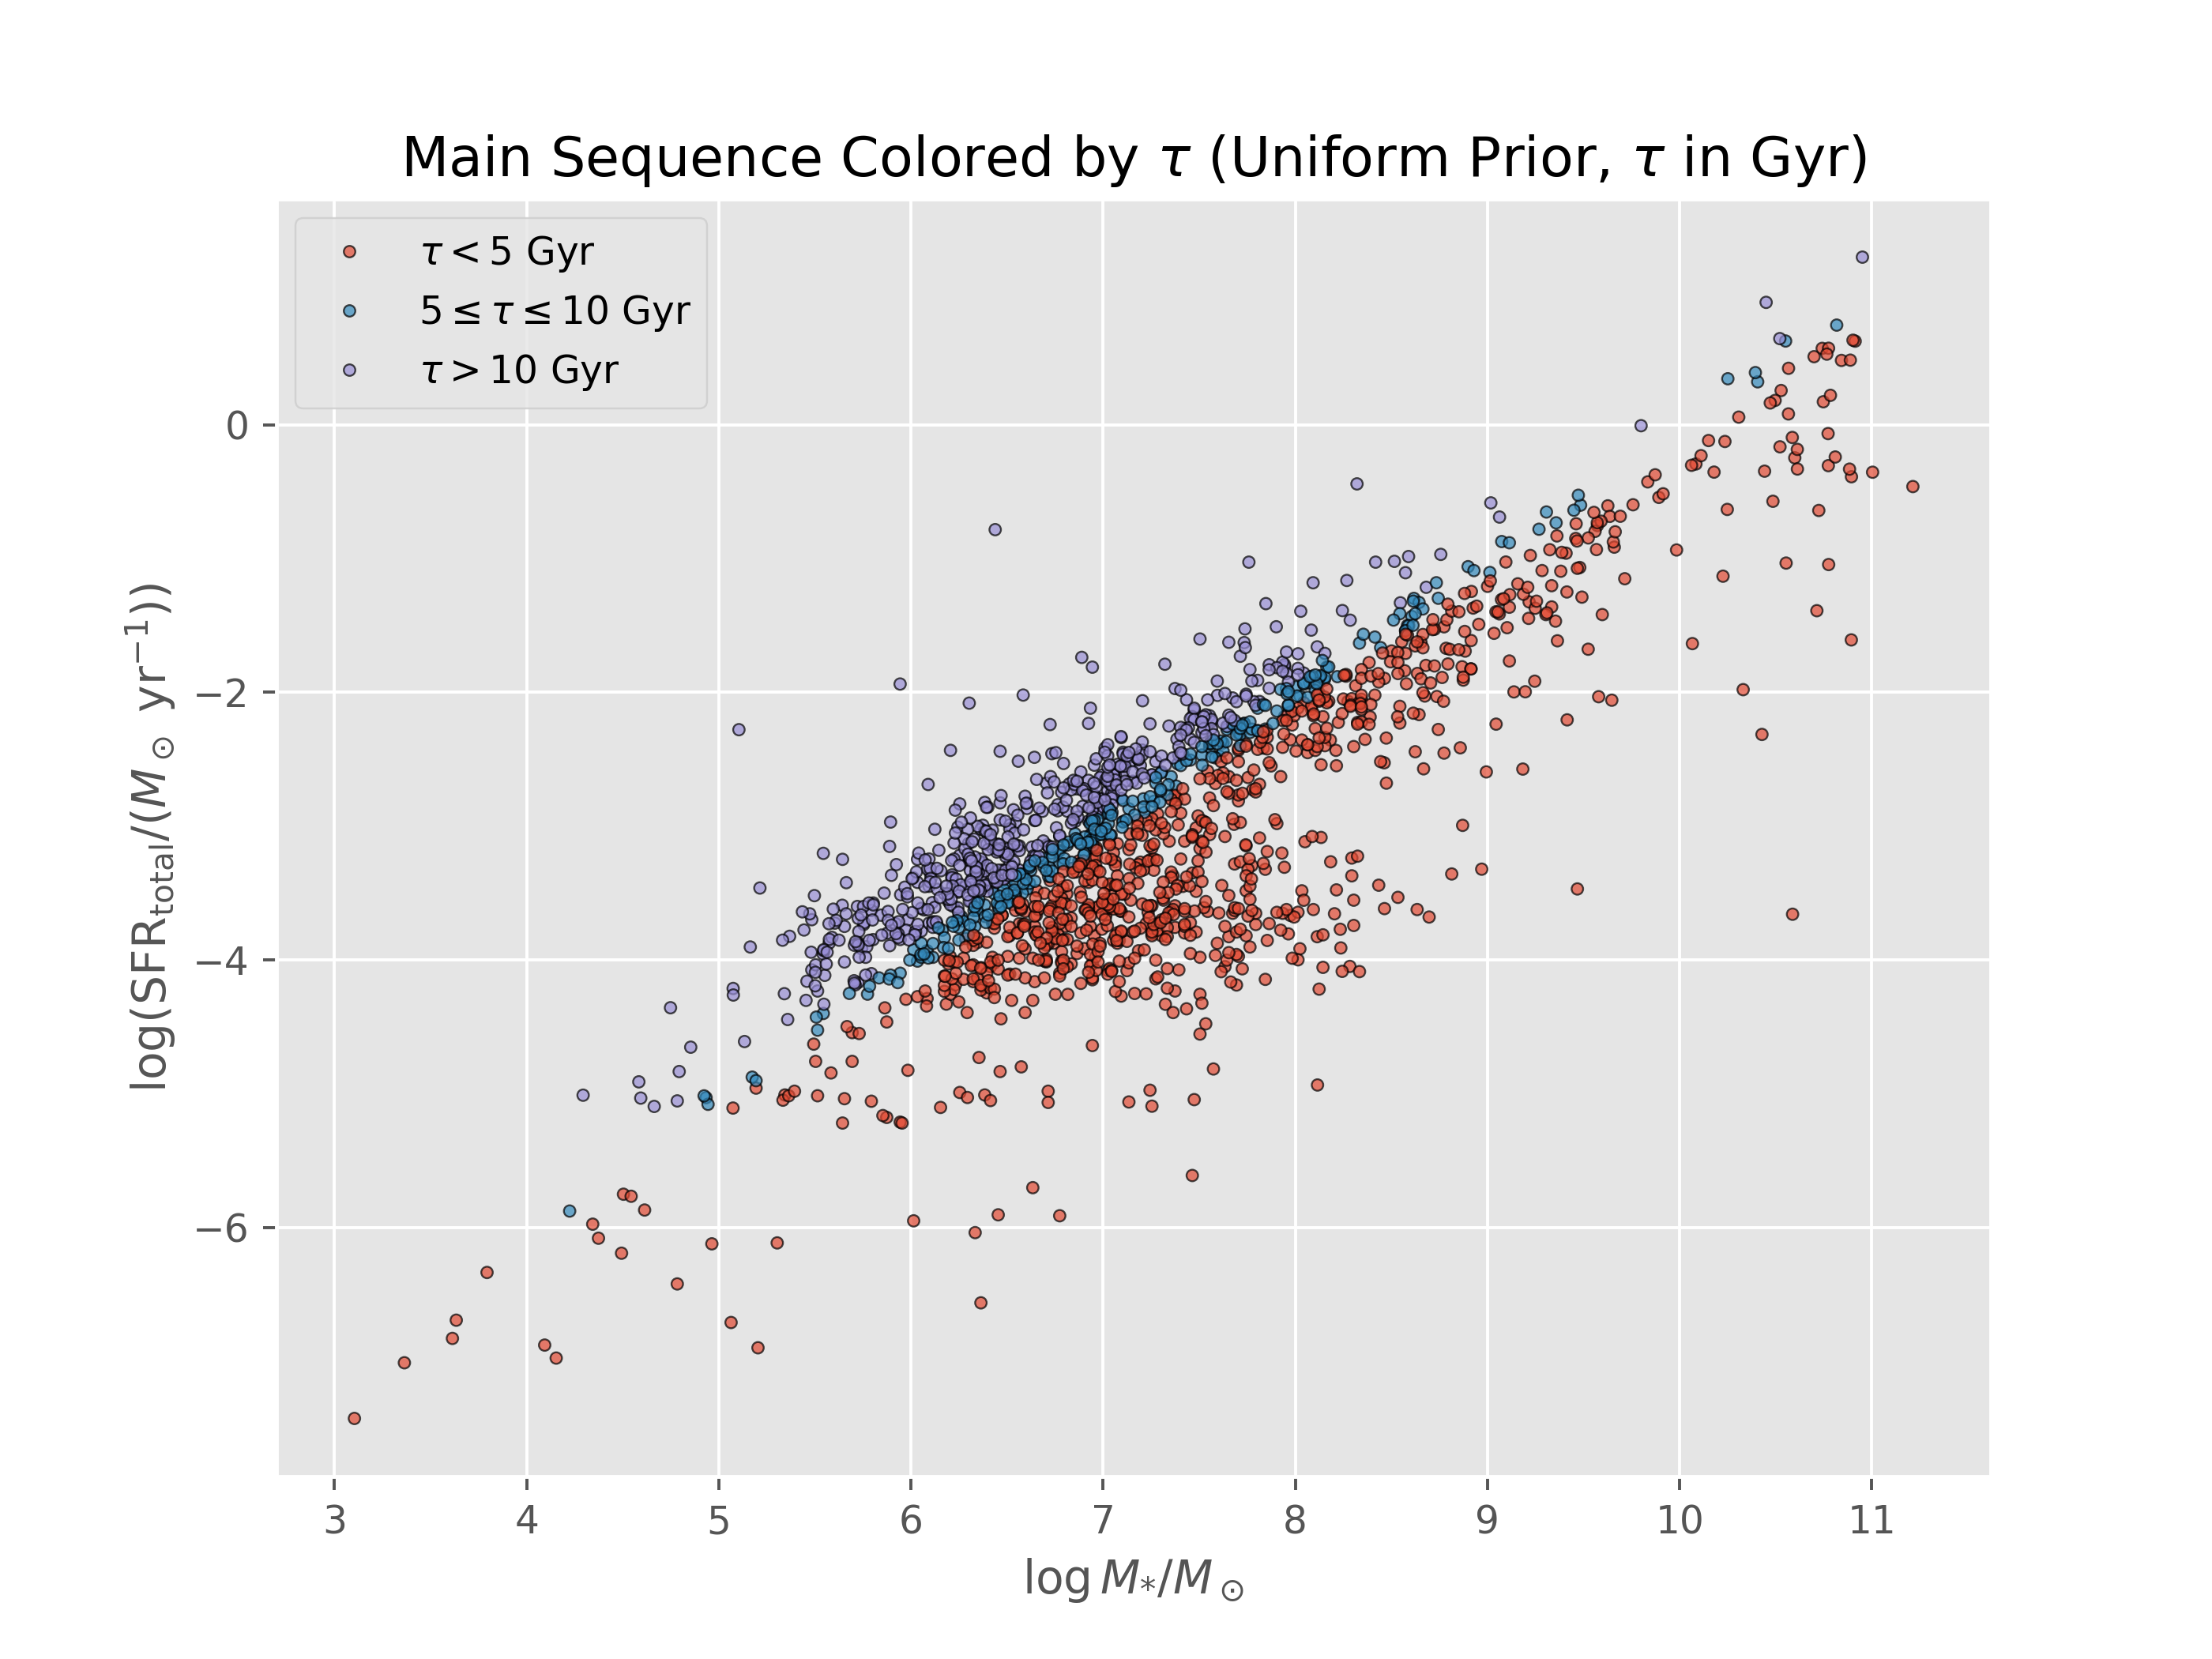 Main Sequence Colored by τ (Uniform Prior, τ in Gyr)
τ < 5 Gyr
5 ≤ τ ≤ 10 Gyr
τ > 10 Gyr
0
−2
−4
−6
log(SFR_total/(M_⊙ yr^−1))
3 4 5 6 7 8 9 10 11
log M_*/M_⊙